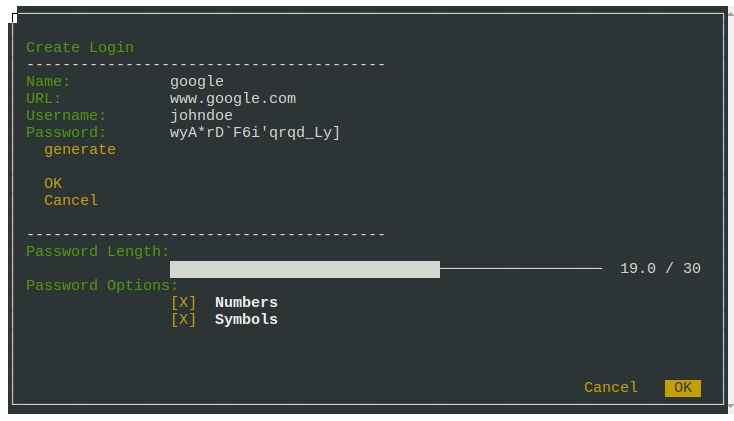 Create Login
----------------------------------------
Name: google
URL: www.google.com
Username: johndoe
Password: wyA*rD`F6i'qrqd_Ly]
generate
OK
Cancel
----------------------------------------
Password Length:
19.0 / 30
Password Options:
[X] Numbers
[X] Symbols
Cancel OK